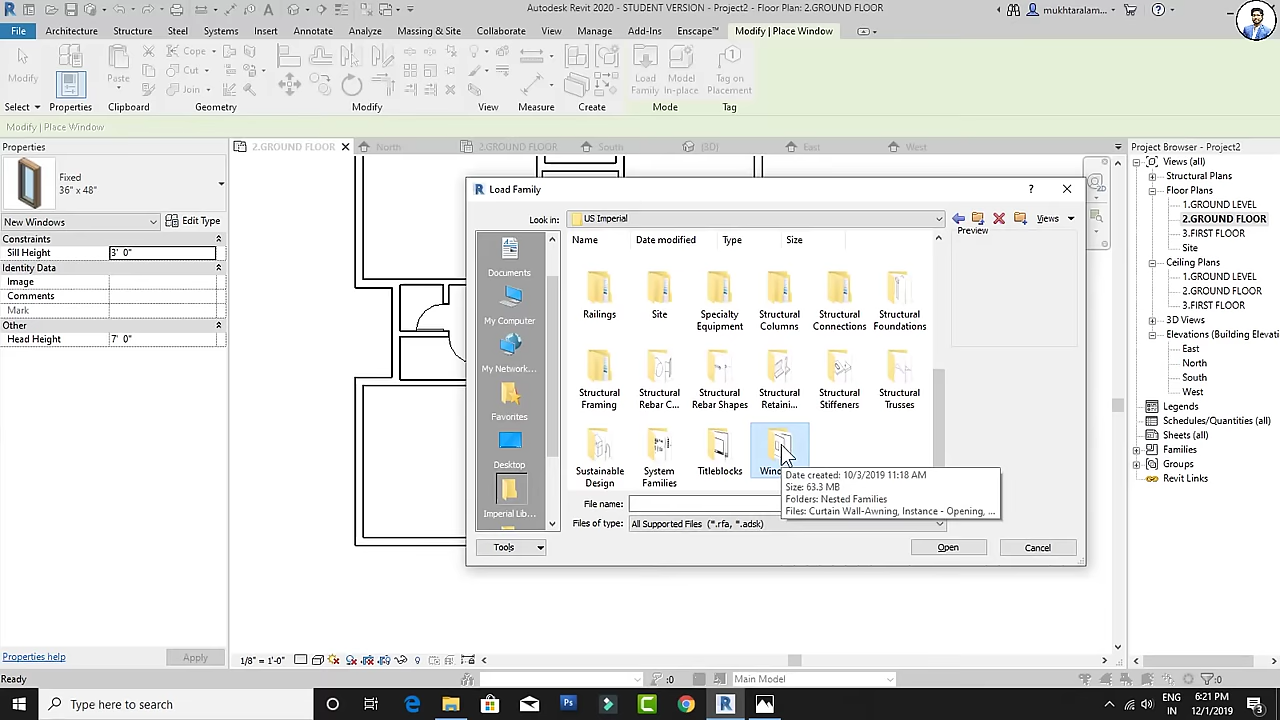 Autodesk Revit 2020 - STUDENT VERSION - Project2 - Floor Plan: 2.GROUND FLOOR
mukhtaralam...
File Architecture Structure Steel Systems Insert Annotate Analyze Massing & Site Collaborate View Manage Add-Ins Enscape™ Modify | Place Window
Modify Paste Cope Cut Join Load Family Model In-place Tag on Placement
Select Properties Clipboard Geometry Modify View Measure Create Mode Tag
Modify | Place Window
Properties
Fixed
36" x 48"
New Windows Edit Type
Constraints
Sill Height 3' 0"
Identity Data
Image
Comments
Mark
Other
Head Height 7' 0"
Properties help Apply
2.GROUND FLOOR North 2.GROUND FLOOR South {3D} East West
Load Family
Look in: US Imperial Views
Name Date modified Type Size
Preview
Documents
My Computer
My Network...
Favorites
Desktop
Imperial Lib...
Railings Site Specialty Equipment Structural Columns Structural Connections Structural Foundations
Structural Framing Structural Rebar C... Structural Rebar Shapes Structural Retaini... Structural Stiffeners Structural Trusses
Sustainable Design System Families Titleblocks
Date created: 10/3/2019 11:18 AM
Size: 63.3 MB
Folders: Nested Families
Files: Curtain Wall-Awning, Instance - Opening, ...
File name:
Files of type: All Supported Files (*.rfa, *.adsk)
Tools Open Cancel
Project Browser - Project2
Views (all)
Structural Plans
Floor Plans
1.GROUND LEVEL
2.GROUND FLOOR
3.FIRST FLOOR
Site
Ceiling Plans
1.GROUND LEVEL
2.GROUND FLOOR
3.FIRST FLOOR
3D Views
Elevations (Building Elevati
East
North
South
West
Legends
Schedules/Quantities (all)
Sheets (all)
Families
Groups
Revit Links
1/8" = 1'-0"
Ready :0 Main Model :0
Type here to search
ENG
IN
6:21 PM
12/1/2019